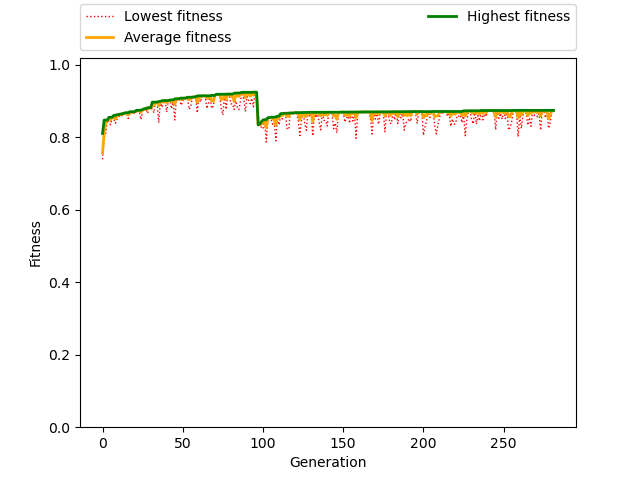 Lowest fitness
Average fitness
Highest fitness
1.0
0.8
0.6
0.4
0.2
0.0
Fitness
0 50 100 150 200 250
Generation